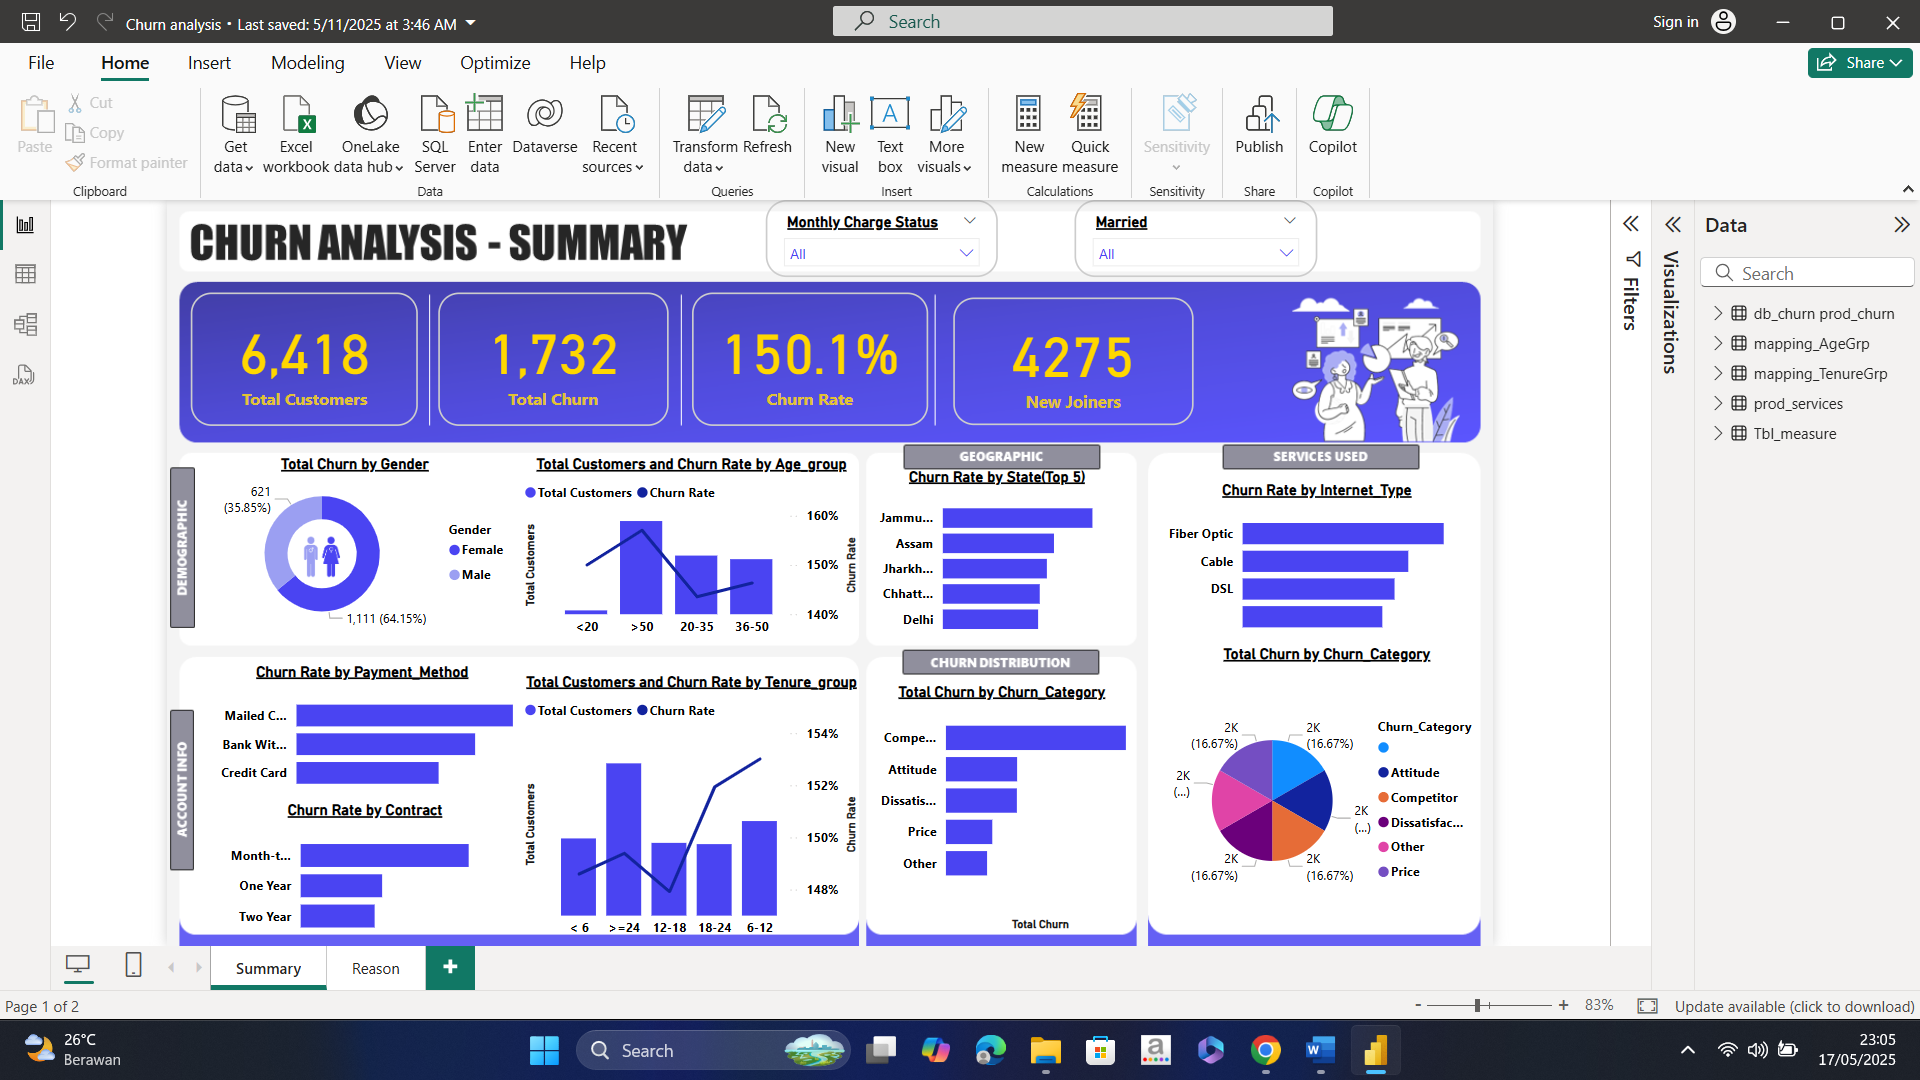 Churn analysis • Last saved: 5/11/2025 at 3:46 AM
Search
Sign in
File
Home
Insert
Modeling
View
Optimize
Help
Share
Paste
Cut
Copy
Format painter
Clipboard
Get data
Excel workbook
OneLake data hub
SQL Server
Enter data
Dataverse
Recent sources
Data
Transform data
Refresh
Queries
New visual
Text box
More visuals
Insert
New measure
Quick measure
Calculations
Sensitivity
Sensitivity
Publish
Share
Copilot
Copilot
CHURN ANALYSIS - SUMMARY
Monthly Charge Status
All
Married
All
6,418
Total Customers
1,732
Total Churn
150.1%
Churn Rate
4275
New Joiners
DEMOGRAPHIC
Total Churn by Gender
621
(35.85%)
1,111 (64.15%)
Gender
Female
Male
Total Customers and Churn Rate by Age_group
Total Customers
Churn Rate
Total Customers
160%
150%
140%
Churn Rate
<20
>50
20-35
36-50
GEOGRAPHIC
Churn Rate by State(Top 5)
Jammu...
Assam
Jharkh...
Chhatt...
Delhi
SERVICES USED
Churn Rate by Internet_Type
Fiber Optic
Cable
DSL
Total Churn by Churn_Category
2K
(16.67%)
2K
(16.67%)
2K
(...)
2K
(...)
2K
(16.67%)
2K
(16.67%)
Churn_Category
Attitude
Competitor
Dissatisfac...
Other
Price
ACCOUNT INFO
Churn Rate by Payment_Method
Mailed C...
Bank Wit...
Credit Card
Churn Rate by Contract
Month-t...
One Year
Two Year
Total Customers and Churn Rate by Tenure_group
Total Customers
Churn Rate
Total Customers
154%
152%
150%
148%
Churn Rate
< 6
>=24
12-18
18-24
6-12
CHURN DISTRIBUTION
Total Churn by Churn_Category
Compe...
Attitude
Dissatis...
Price
Other
Total Churn
Filters
Visualizations
Data
Search
db_churn prod_churn
mapping_AgeGrp
mapping_TenureGrp
prod_services
Tbl_measure
DAX
Summary
Reason
+
Page 1 of 2
-
+
83%
Update available (click to download)
26°C
Berawan
Search
23:05
17/05/2025